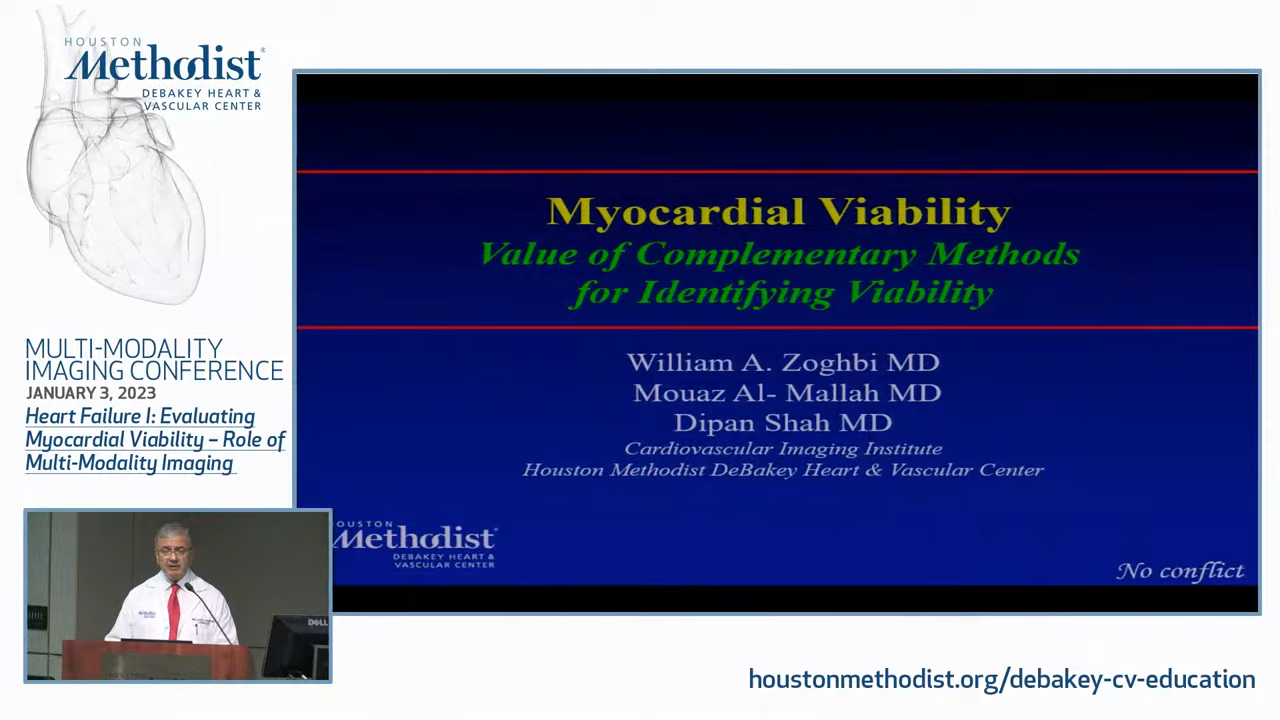 HOUSTON
Methodist
DEBAKEY HEART &
VASCULAR CENTER
MULTI-MODALITY
IMAGING CONFERENCE
JANUARY 3, 2023
Heart Failure I: Evaluating
Myocardial Viability – Role of
Multi-Modality Imaging
Myocardial Viability
Value of Complementary Methods
for Identifying Viability
William A. Zoghbi MD
Mouaz Al- Mallah MD
Dipan Shah MD
Cardiovascular Imaging Institute
Houston Methodist DeBakey Heart & Vascular Center
OUSTON
Methodist
DEBAKEY HEART &
VASCULAR CENTER
No conflict
Methodist
DELL
houstonmethodist.org/debakey-cv-education